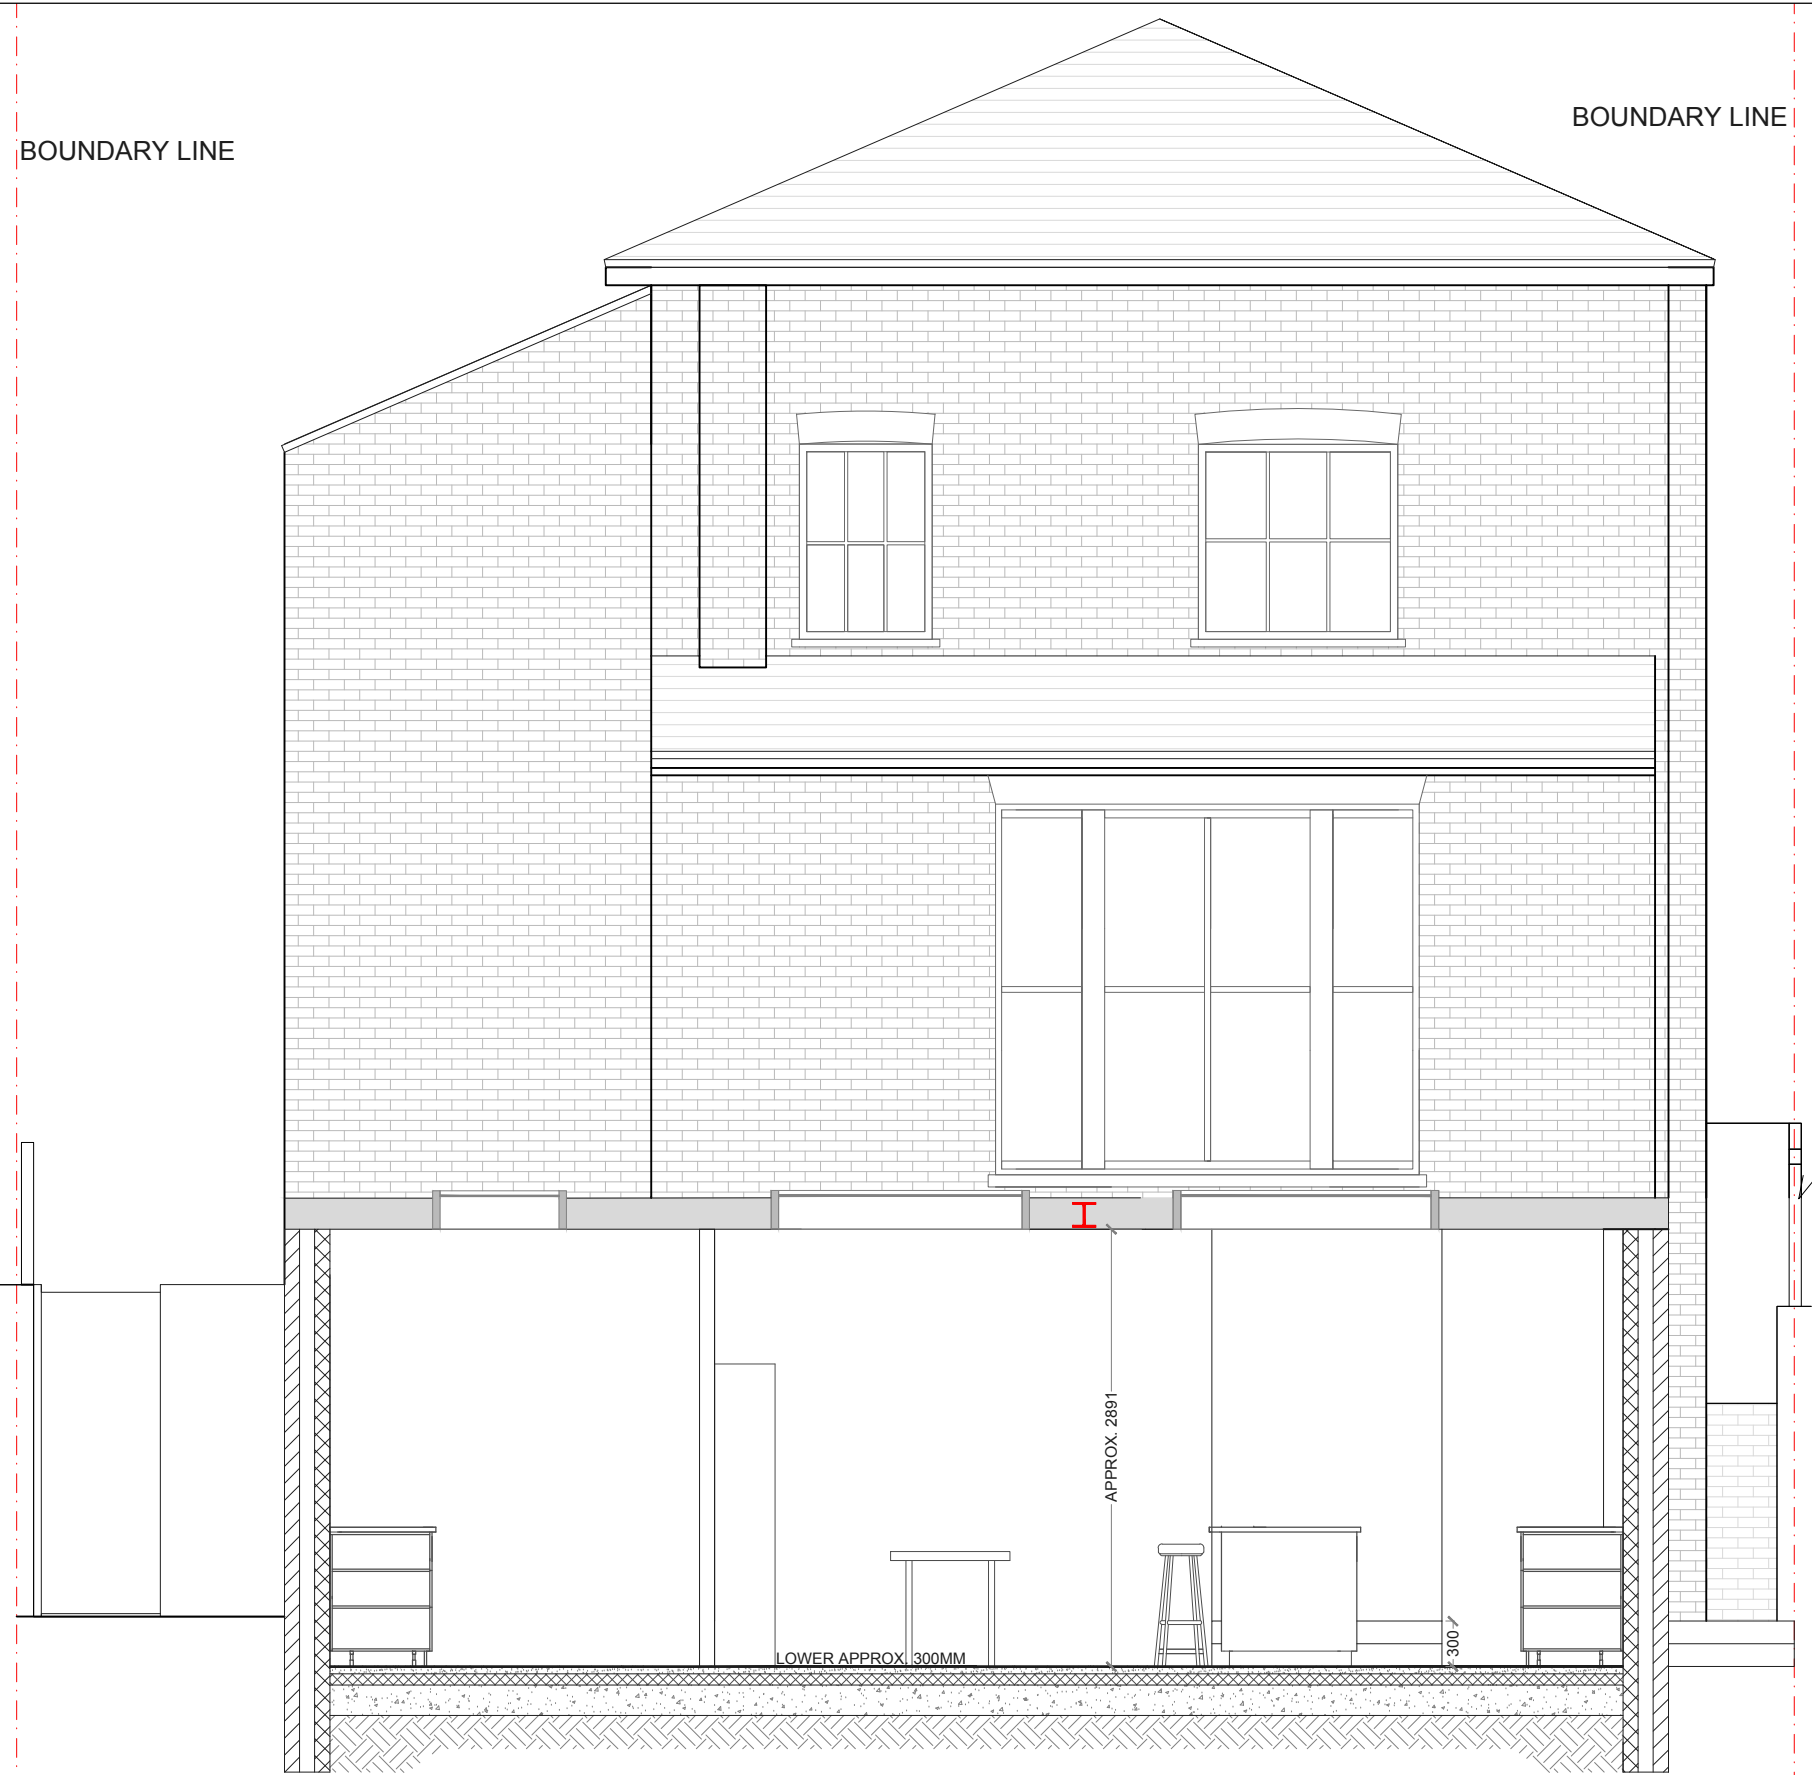 BOUNDARY LINE
BOUNDARY LINE
APPROX. 2891
300
LOWER APPROX. 300MM